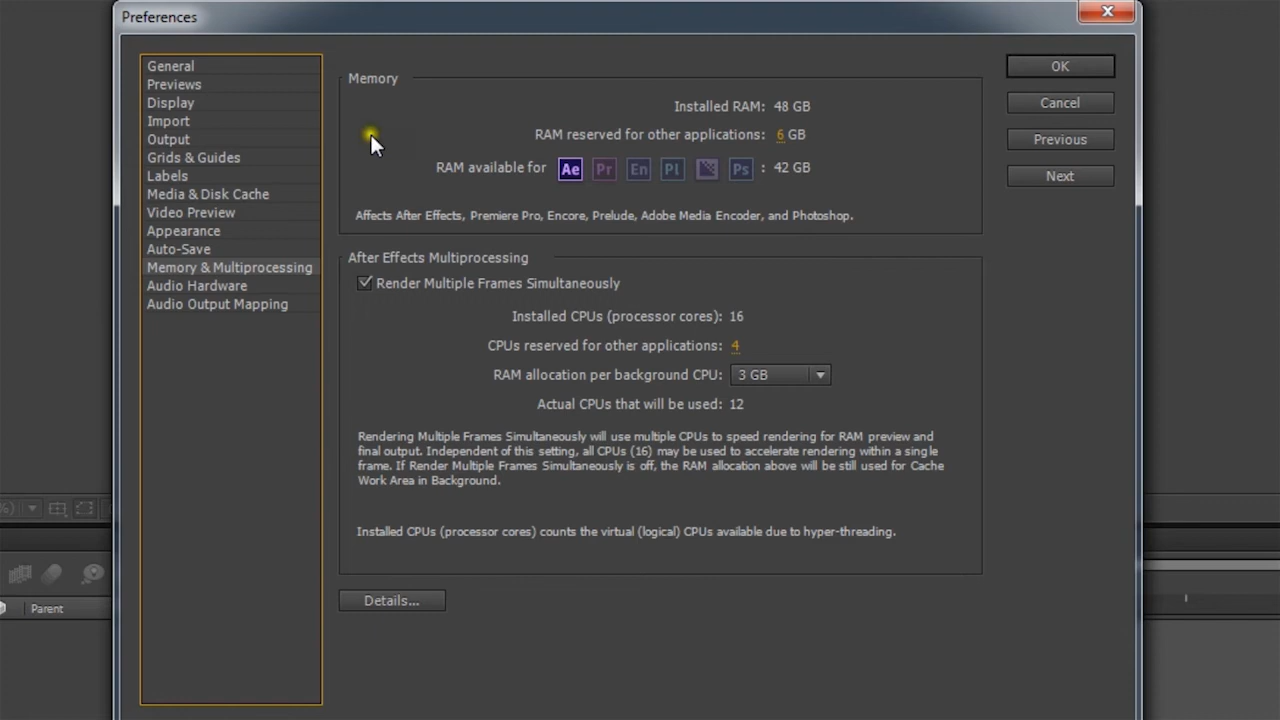 Preferences
General
Previews
Display
Import
Output
Grids & Guides
Labels
Media & Disk Cache
Video Preview
Appearance
Auto-Save
Memory & Multiprocessing
Audio Hardware
Audio Output Mapping
Memory
Installed RAM: 48 GB
RAM reserved for other applications: 6 GB
RAM available for Ae Pr En Pl Ps : 42 GB
Affects After Effects, Premiere Pro, Encore, Prelude, Adobe Media Encoder, and Photoshop.
After Effects Multiprocessing
Render Multiple Frames Simultaneously
Installed CPUs (processor cores): 16
CPUs reserved for other applications: 4
RAM allocation per background CPU: 3 GB
Actual CPUs that will be used: 12
Rendering Multiple Frames Simultaneously will use multiple CPUs to speed rendering for RAM preview and
final output. Independent of this setting, all CPUs (16) may be used to accelerate rendering within a single
frame. If Render Multiple Frames Simultaneously is off, the RAM allocation above will be still used for Cache
Work Area in Background.
Installed CPUs (processor cores) counts the virtual (logical) CPUs available due to hyper-threading.
Details...
OK
Cancel
Previous
Next
%)
Parent